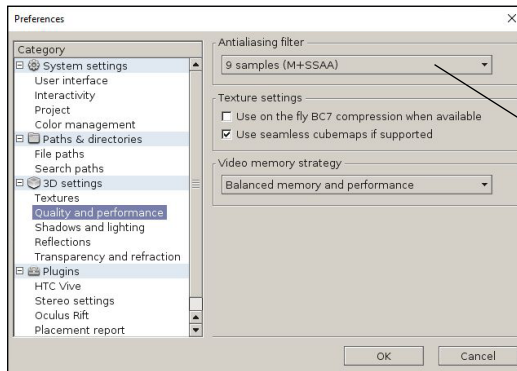 Preferences
Category
System settings
User interface
Interactivity
Project
Color management
Paths & directories
File paths
Search paths
3D settings
Textures
Quality and performance
Shadows and lighting
Reflections
Transparency and refraction
Plugins
HTC Vive
Stereo settings
Oculus Rift
Placement report
Antialiasing filter
9 samples (M+SSAA)
Texture settings
Use on the fly BC7 compression when available
Use seamless cubemaps if supported
Video memory strategy
Balanced memory and performance
OK
Cancel